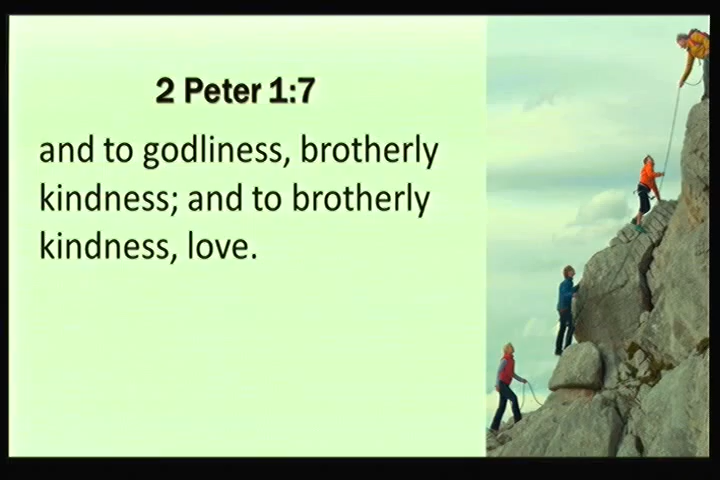 2 Peter 1:7
and to godliness, brotherly
kindness; and to brotherly
kindness, love.